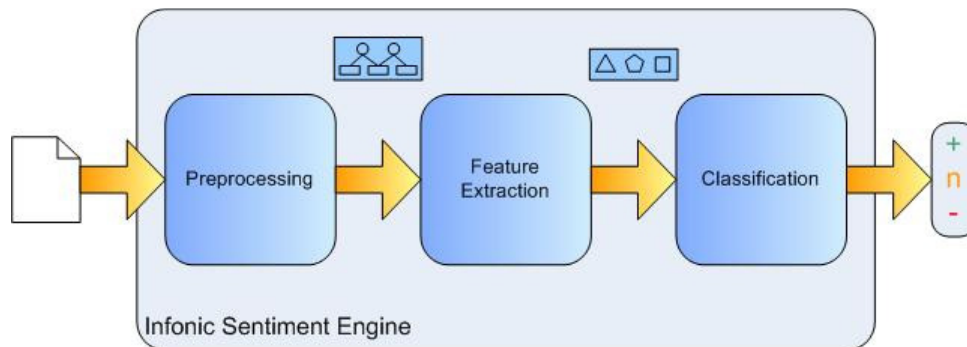 Preprocessing
Feature
Extraction
Classification
+
n
-
Infonic Sentiment Engine